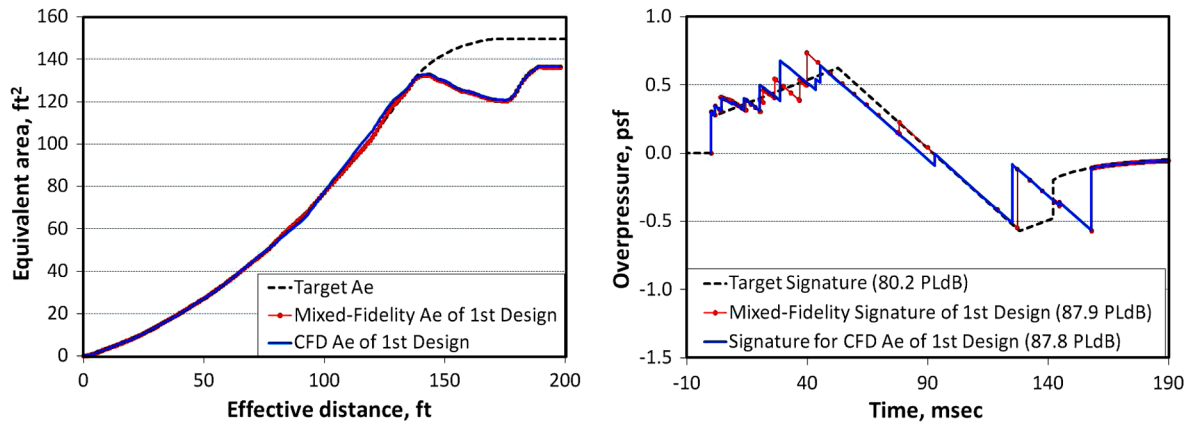 160
140
120
100
80
60
40
20
0
Equivalent area, ft2
Target Ae
Mixed-Fidelity Ae of 1st Design
CFD Ae of 1st Design
0 50 100 150 200
Effective distance, ft
1.0
0.5
0.0
-0.5
-1.0
-1.5
Overpressure, psf
Target Signature (80.2 PLdB)
Mixed-Fidelity Signature of 1st Design (87.9 PLdB)
Signature for CFD Ae of 1st Design (87.8 PLdB)
-10 40 90 140 190
Time, msec